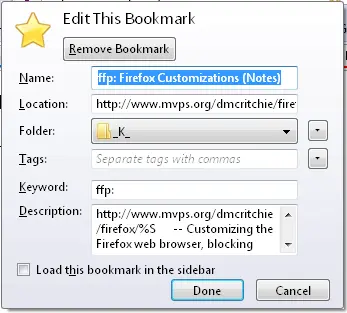 Edit This Bookmark
Remove Bookmark
Name: ffp: Firefox Customizations (Notes)
Location: http://www.mvps.org/dmcritchie/fire
Folder: _K_
Tags: Separate tags with commas
Keyword: ffp:
Description: http://www.mvps.org/dmcritchie
/firefox/%S -- Customizing the
Firefox web browser, blocking
Load this bookmark in the sidebar
Done Cancel